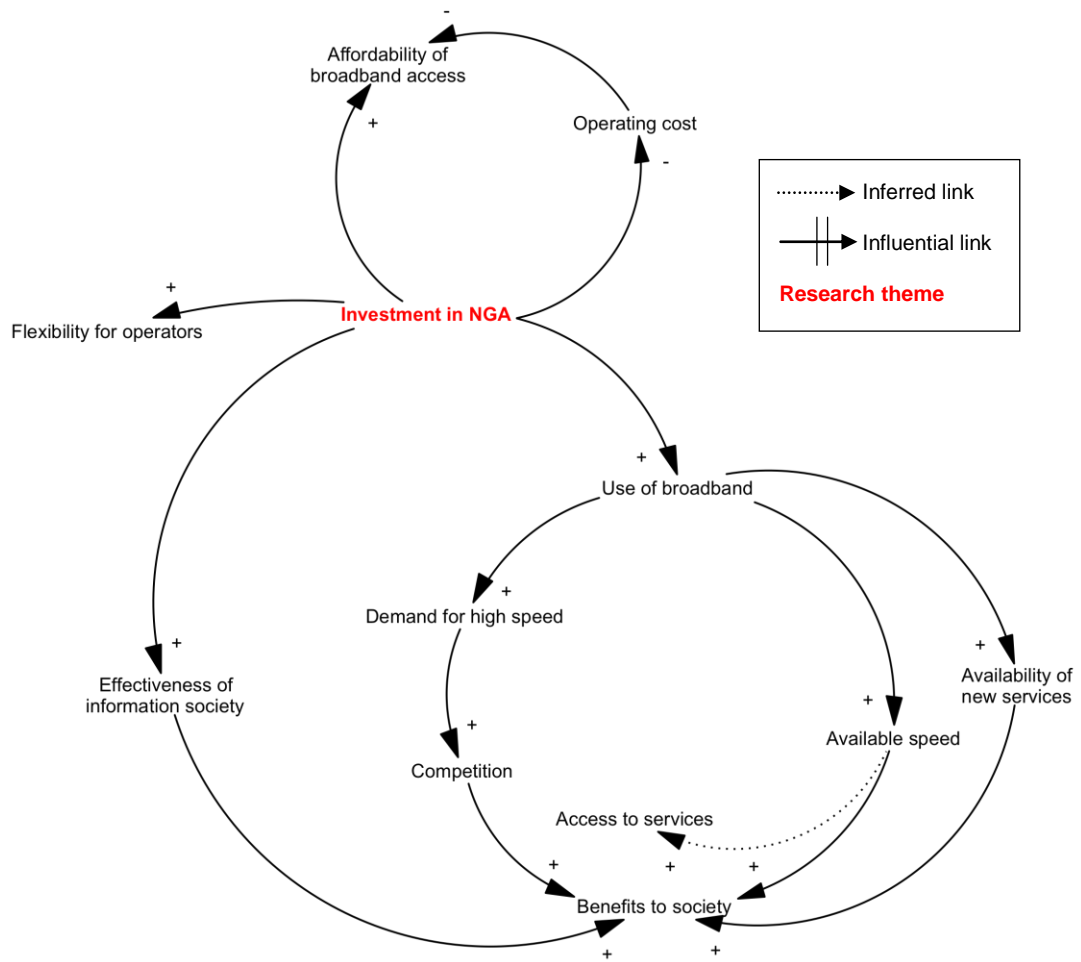 -
Affordability of
broadband access
+
Operating cost
-
Inferred link
Influential link
Research theme
+
Investment in NGA
Flexibility for operators
+
Use of broadband
+
Demand for high speed
+
Effectiveness of
information society
+
Availability of
new services
+
Available speed
+
Competition
Access to services
+
+
+
Benefits to society
+
+